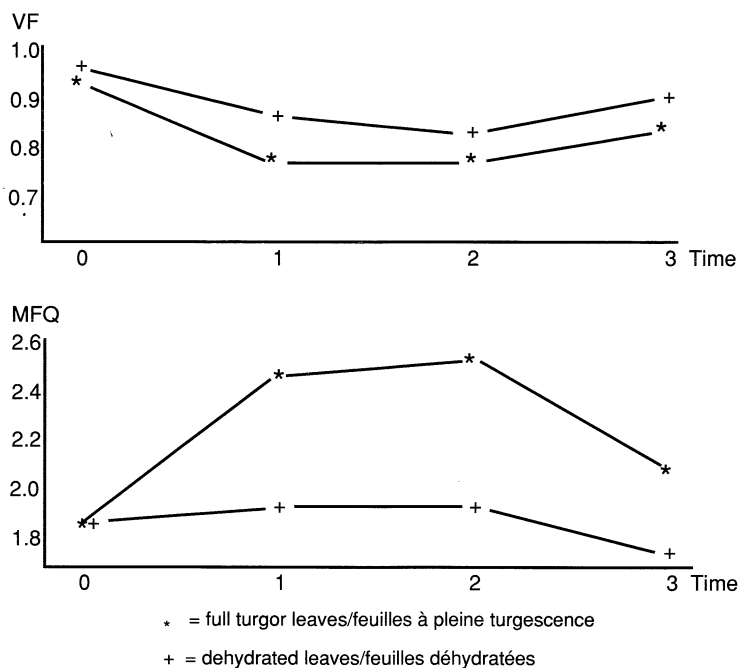 VF
1.0
0.9
0.8
0.7
0 1 2 3 Time
MFQ
2.6
2.4
2.2
2.0
1.8
0 1 2 3 Time
* = full turgor leaves/feuilles à pleine turgescence
+ = dehydrated leaves/feuilles déshydratées